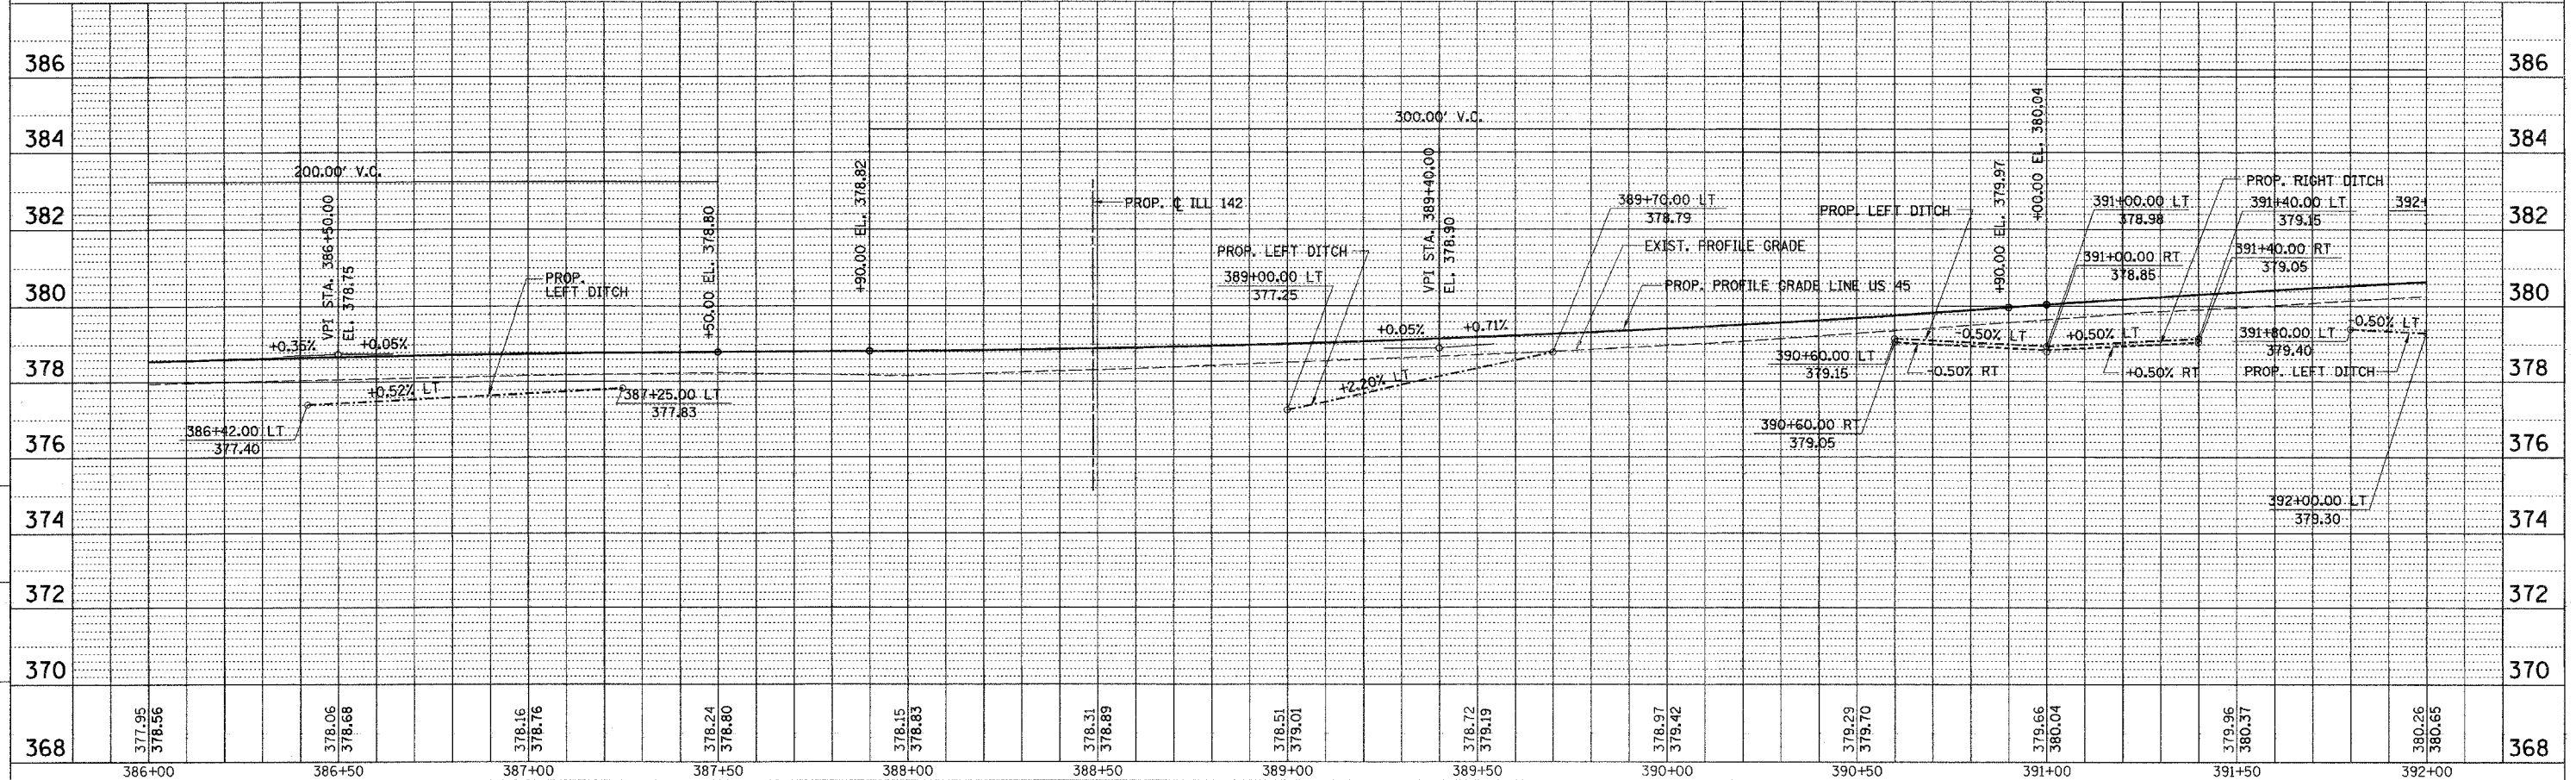 386
384
382
380
378
376
374
372
370
368
200.00' V.C.
VPI STA. 386+50.00
EL. 378.75
+0.35%
+0.05%
PROP.
LEFT DITCH
+0.52% LT
386+42.00 LT
377.40
387+25.00 LT
377.83
+50.00 EL. 378.80
+90.00 EL. 378.82
PROP. ℄ ILL 142
300.00' V.C.
VPI STA. 389+40.00
EL. 378.90
+0.05%
+0.71%
PROP. LEFT DITCH
389+00.00 LT
377.25
+2.20% LT
389+70.00 LT
378.79
EXIST. PROFILE GRADE
PROP. PROFILE GRADE LINE US 45
PROP. LEFT DITCH
390+60.00 LT
379.15
390+60.00 RT
379.05
-0.50% LT
-0.50% RT
+90.00 EL. 379.97
+00.00 EL. 380.04
391+00.00 LT
378.98
391+00.00 RT
378.85
+0.50% LT
+0.50% RT
PROP. RIGHT DITCH
391+40.00 LT
379.15
391+40.00 RT
379.05
392+
391+80.00 LT
379.40
-0.50% LT
PROP. LEFT DITCH
392+00.00 LT
379.30
386
384
382
380
378
376
374
372
370
368
377.95
378.56
378.06
378.68
378.16
378.76
378.24
378.80
378.15
378.83
378.31
378.89
378.51
379.01
378.72
379.19
378.97
379.42
379.29
379.70
379.66
380.04
379.96
380.37
380.26
380.65
386+00
386+50
387+00
387+50
388+00
388+50
389+00
389+50
390+00
390+50
391+00
391+50
392+00